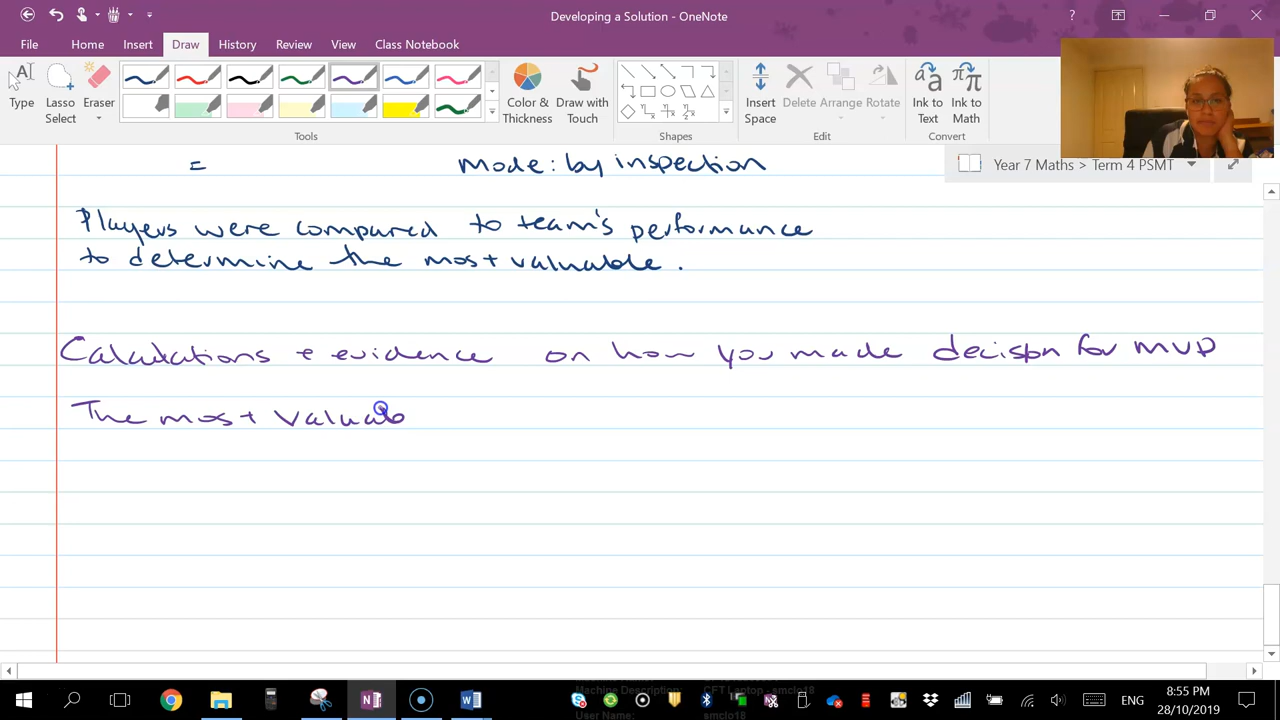 Developing a Solution - OneNote
?
File Home Insert Draw History Review View Class Notebook
Type Lasso Select Eraser Color & Thickness Draw with Touch Insert Space Delete Arrange Rotate Ink to Text Ink to Math
Tools Shapes Edit Convert
= Mode: by inspection
Year 7 Maths > Term 4 PSMT
Players were compared to team's performance
to determine the most valuable.
Calculations + evidence on how you made decision for MVP
The most valuab
ENG 8:55 PM
28/10/2019